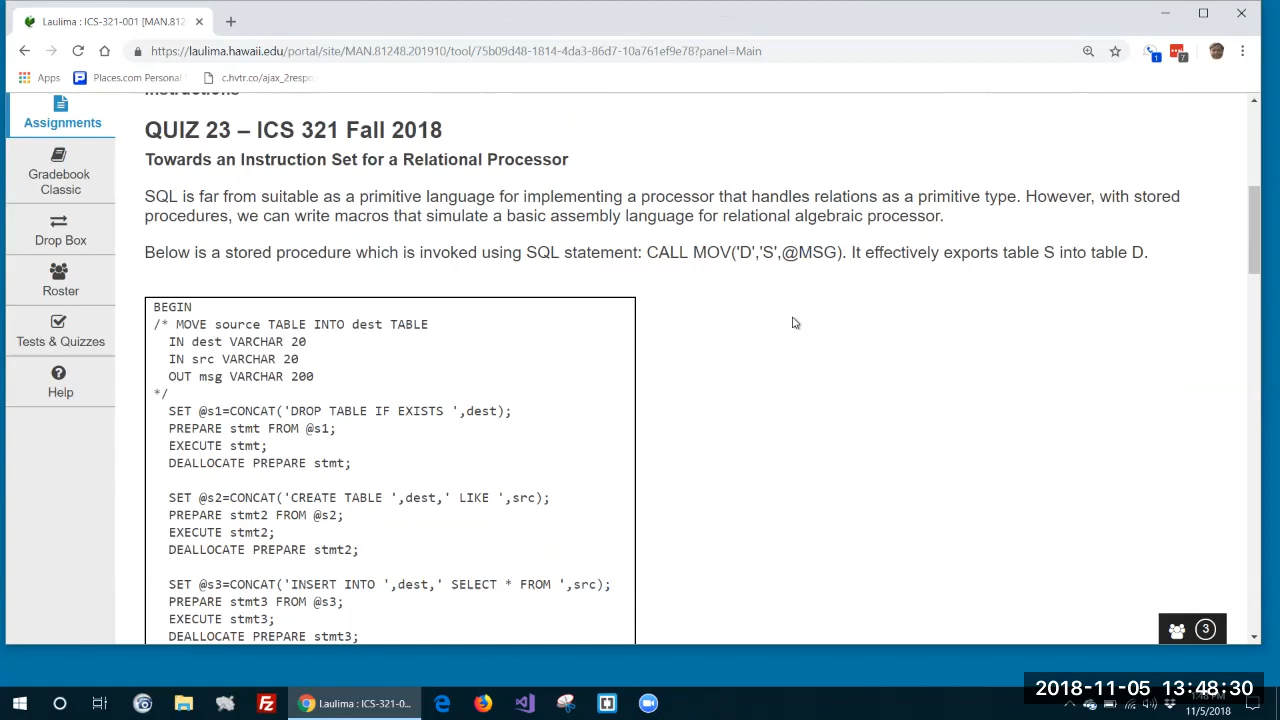 Laulima : ICS-321-001 [MAN.812
https://laulima.hawaii.edu/portal/site/MAN.81248.201910/tool/75b09d48-1814-4da3-86d7-10a761ef9e78?panel=Main
1
7
Apps
Places.com Personal
c.hvtr.co/ajax_2respo
Assignments
Gradebook
Classic
Drop Box
Roster
Tests & Quizzes
Help
Instructions
QUIZ 23 – ICS 321 Fall 2018
Towards an Instruction Set for a Relational Processor
SQL is far from suitable as a primitive language for implementing a processor that handles relations as a primitive type. However, with stored
procedures, we can write macros that simulate a basic assembly language for relational algebraic processor.
Below is a stored procedure which is invoked using SQL statement: CALL MOV('D','S',@MSG). It effectively exports table S into table D.
BEGIN
/* MOVE source TABLE INTO dest TABLE
IN dest VARCHAR 20
IN src VARCHAR 20
OUT msg VARCHAR 200
*/
SET @s1=CONCAT('DROP TABLE IF EXISTS ',dest);
PREPARE stmt FROM @s1;
EXECUTE stmt;
DEALLOCATE PREPARE stmt;
SET @s2=CONCAT('CREATE TABLE ',dest,' LIKE ',src);
PREPARE stmt2 FROM @s2;
EXECUTE stmt2;
DEALLOCATE PREPARE stmt2;
SET @s3=CONCAT('INSERT INTO ',dest,' SELECT * FROM ',src);
PREPARE stmt3 FROM @s3;
EXECUTE stmt3;
DEALLOCATE PREPARE stmt3;
3
Laulima : ICS-321-0...
2018-11-05 13:48:30
1:48 PM
11/5/2018